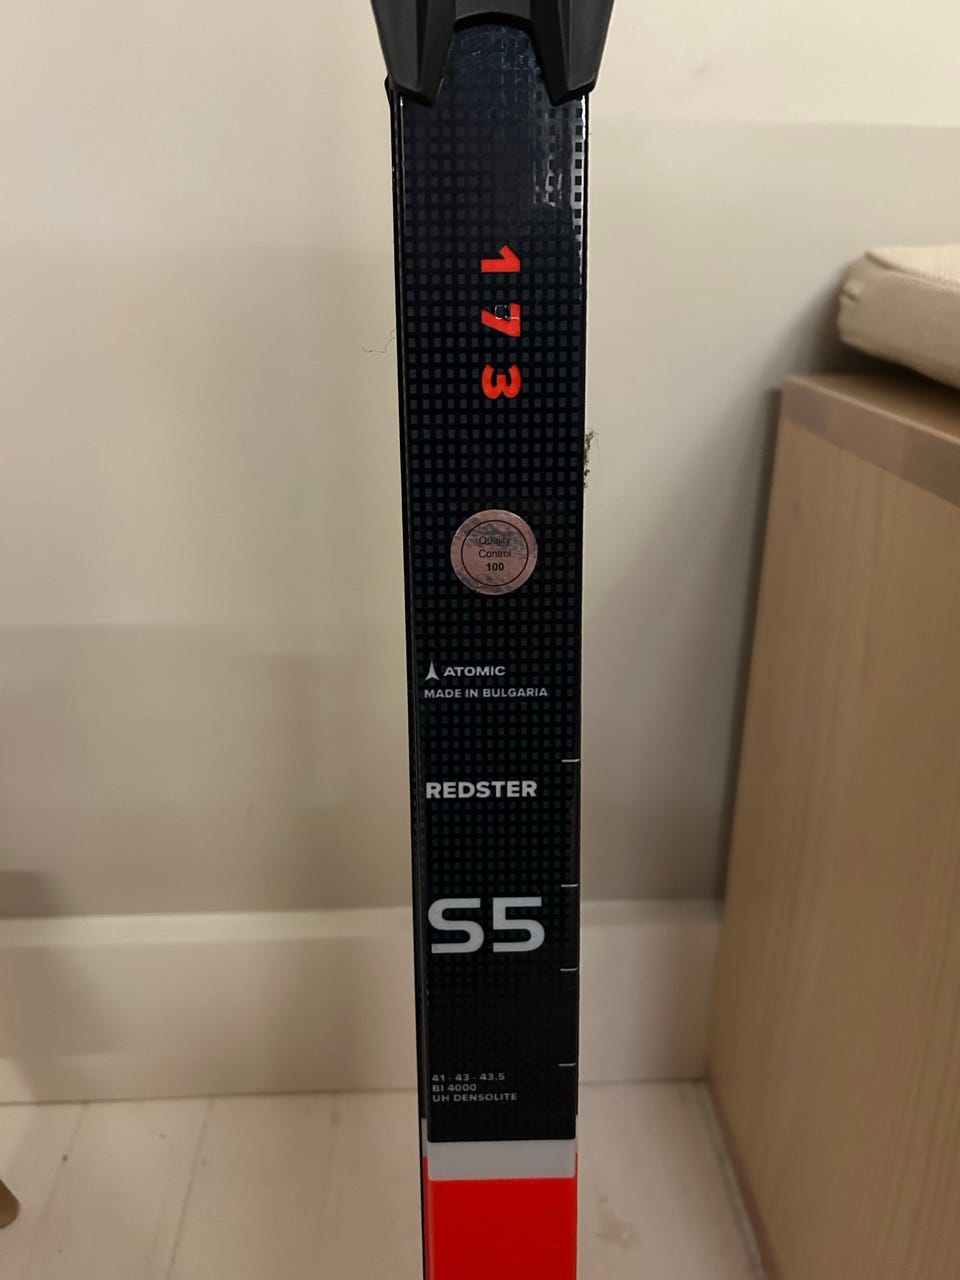 173
Quality
Control
100
ATOMIC
MADE IN BULGARIA
REDSTER
S5
41 - 43 - 43.5
BI 4000
UH DENSOLITE